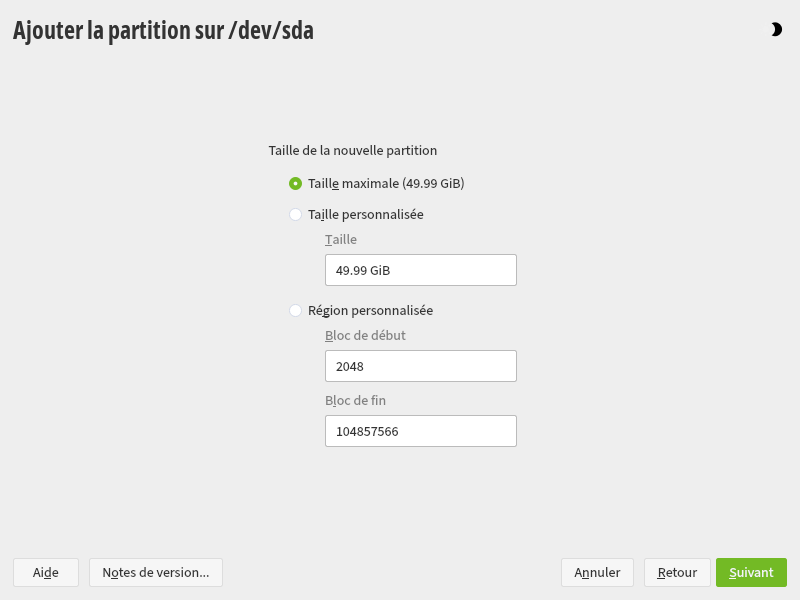 Ajouter la partition sur /dev/sda
Taille de la nouvelle partition
Taille maximale (49.99 GiB)
Taille personnalisée
Taille
49.99 GiB
Région personnalisée
Bloc de début
2048
Bloc de fin
104857566
Aide
Notes de version...
Annuler
Retour
Suivant